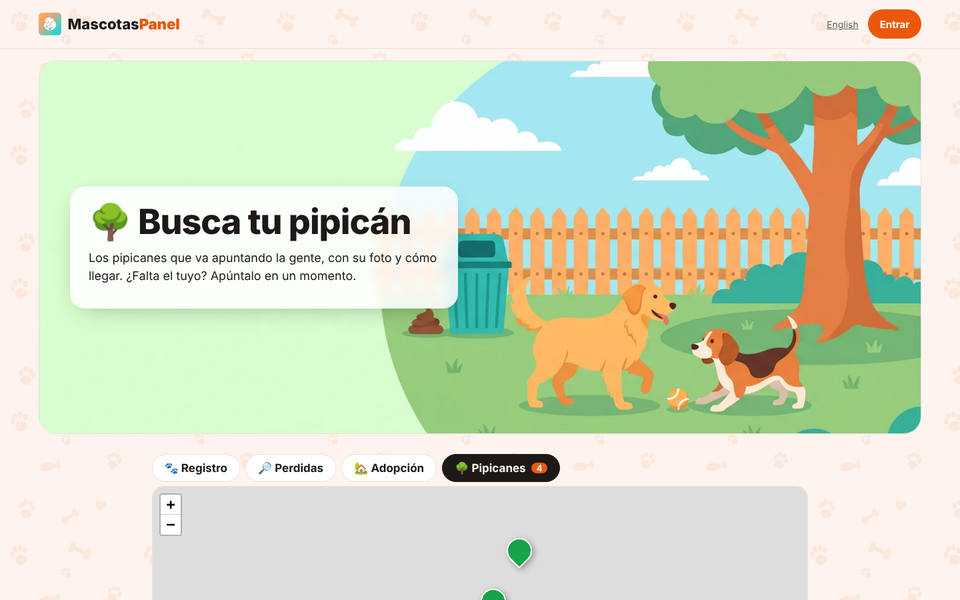 MascotasPanel
English
Entrar
Busca tu pipicán
Los pipicanes que va apuntando la gente, con su foto y cómo
llegar. ¿Falta el tuyo? Apúntalo en un momento.
Registro
Perdidas
Adopción
Pipicanes 4
+
−